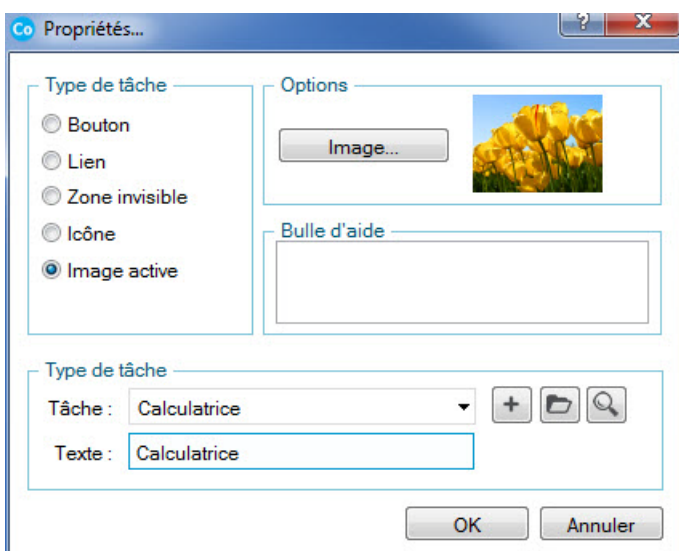 Co Propriétés...
? X
Type de tâche
Bouton
Lien
Zone invisible
Icône
Image active
Options
Image...
Bulle d'aide
Type de tâche
Tâche : Calculatrice
Texte : Calculatrice
OK Annuler